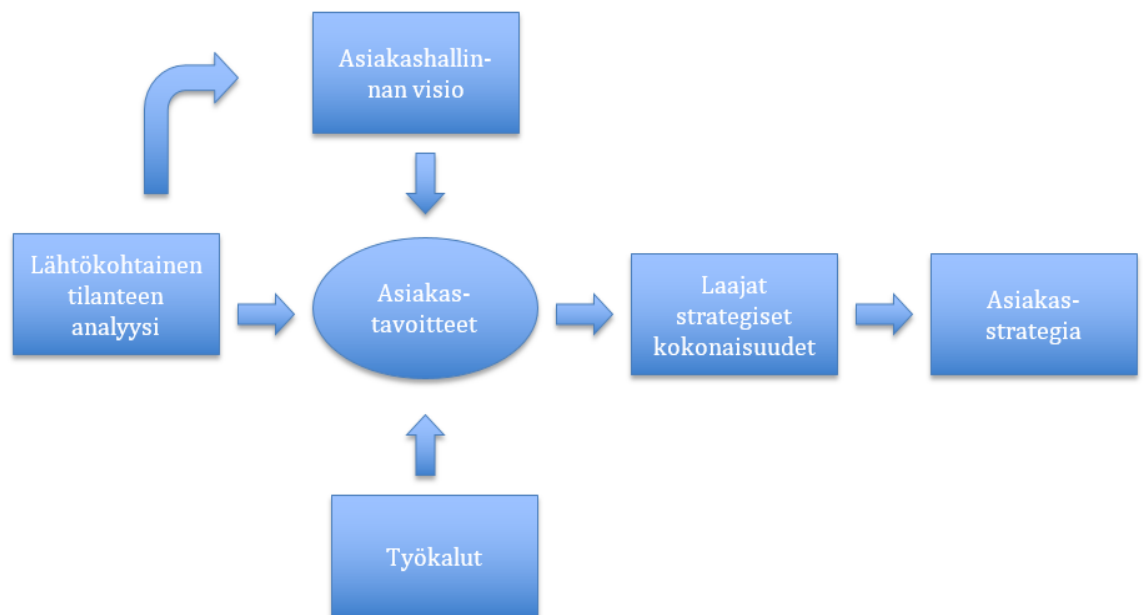 Asiakashallin-
nan visio
Lähtökohtainen
tilanteen
analyysi
Asiakas-
tavoitteet
Laajat
strategiset
kokonaisuudet
Asiakas-
strategia
Työkalut